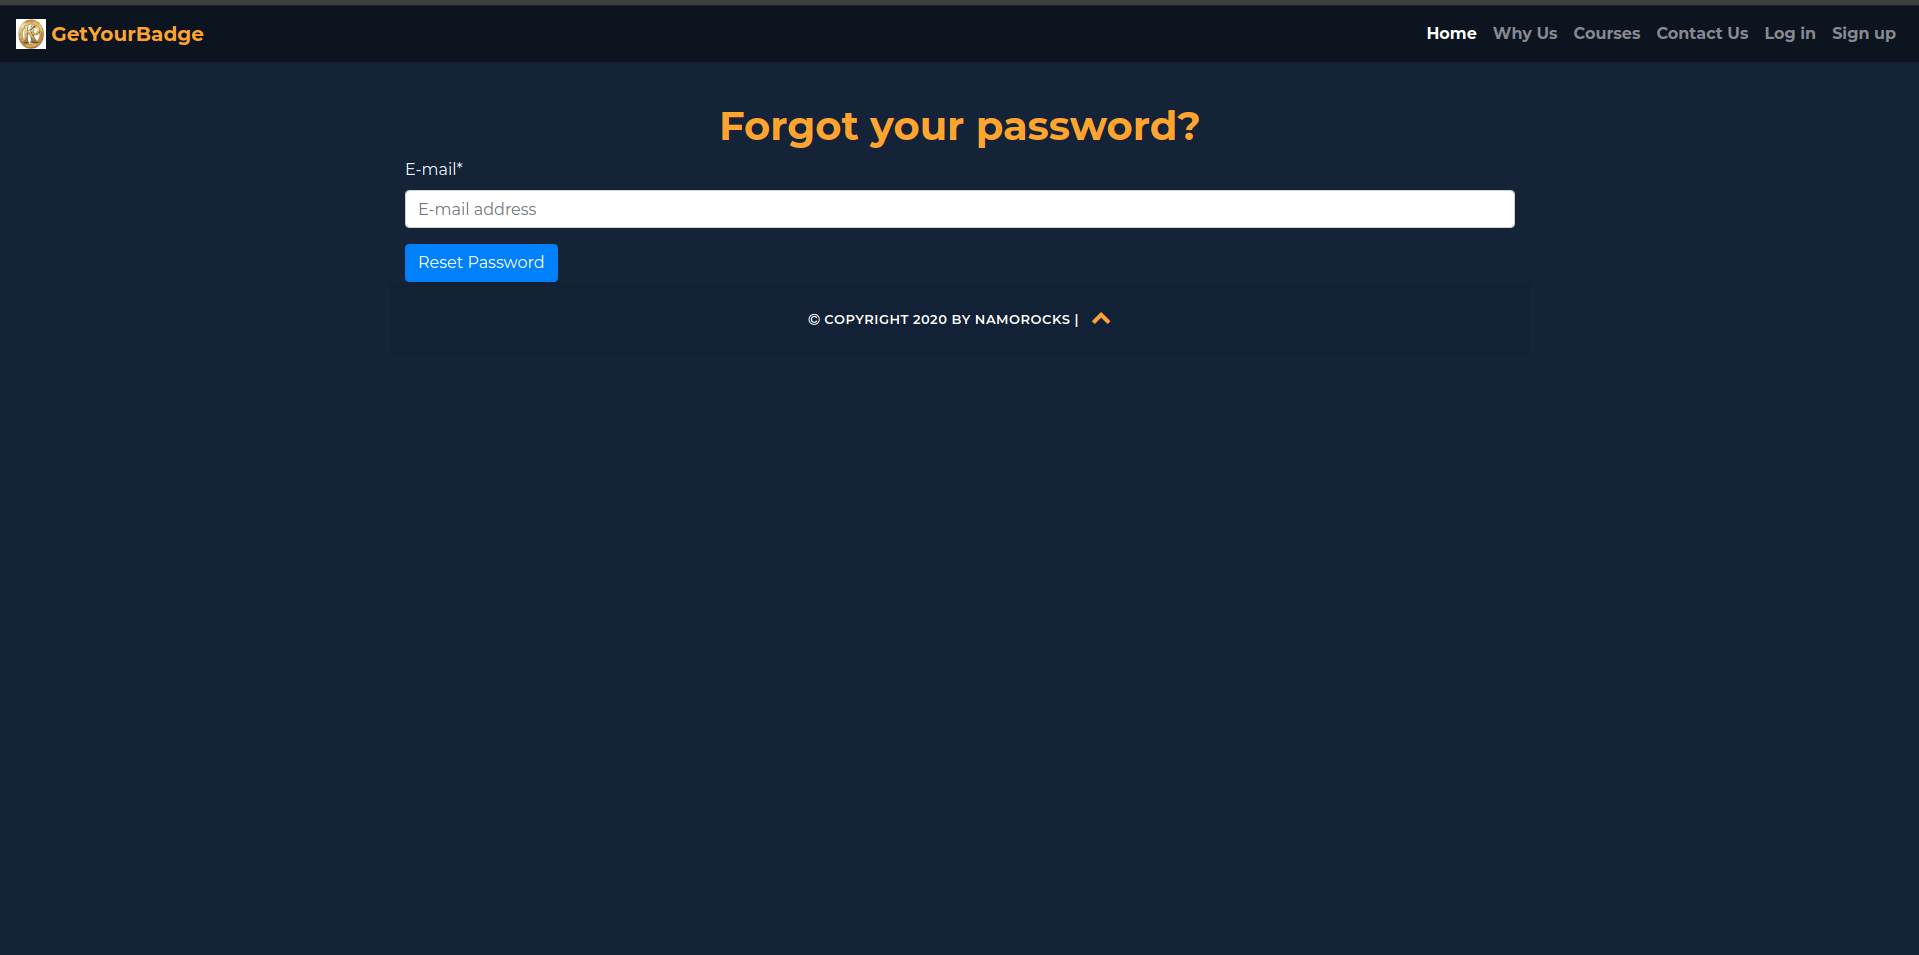 GetYourBadge
Home Why Us Courses Contact Us Log in Sign up
Forgot your password?
E-mail*
E-mail address
Reset Password
© COPYRIGHT 2020 BY NAMOROCKS |